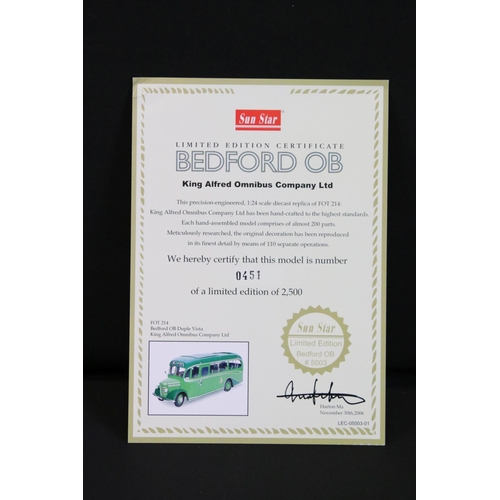 Sun Star
LIMITED EDITION CERTIFICATE
BEDFORD OB
King Alfred Omnibus Company Ltd
This precision-engineered, 1:24 scale diecast replica of FOT 214:
King Alfred Omnibus Company Ltd has been hand-crafted to the highest standards.
Each hand-assembled model comprises of almost 200 parts.
Meticulously researched, the original decoration has been reproduced
in its finest detail by means of 110 separate operations.
We hereby certify that this model is number
0451
of a limited edition of 2,500
FOT 214
Bedford OB Duple Vista
King Alfred Omnibus Company Ltd
Sun Star
Limited Edition
Bedford OB
# 5003
November 30th, 2006
LEC-05003-01